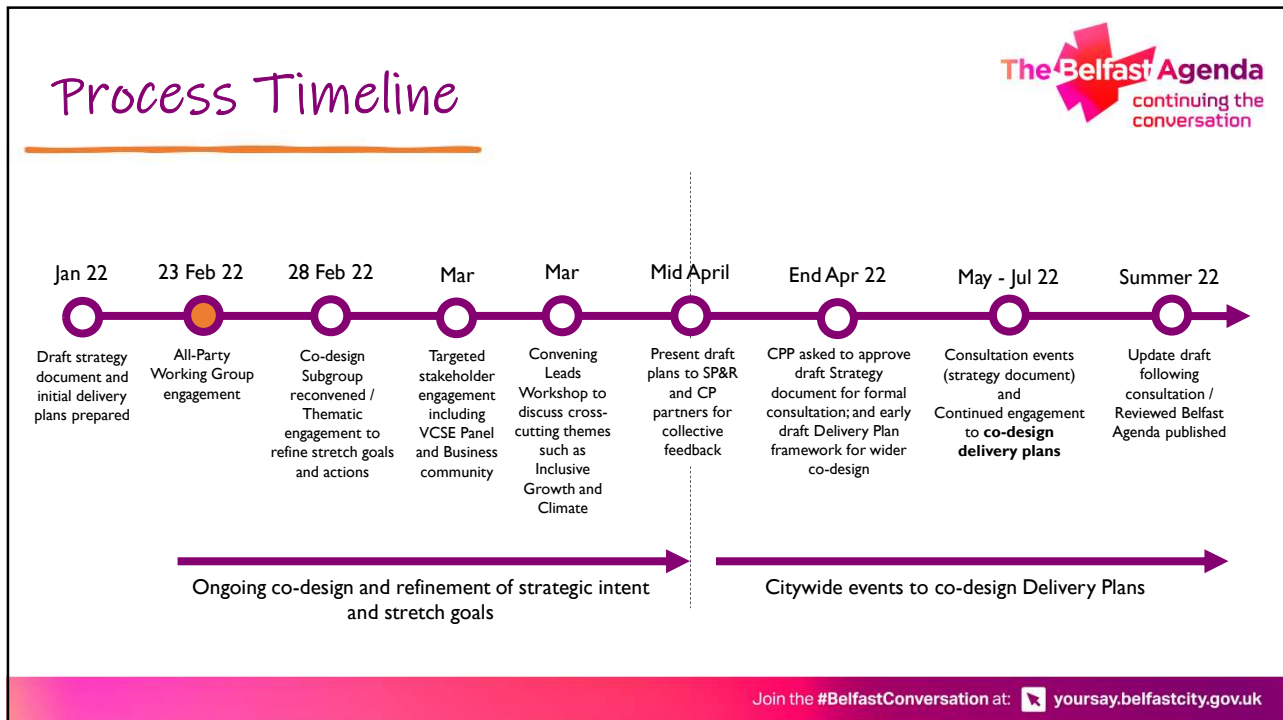 Process Timeline
The Belfast Agenda
continuing the
conversation
Jan 22
Draft strategy
document and
initial delivery
plans prepared
23 Feb 22
All-Party
Working Group
engagement
28 Feb 22
Co-design
Subgroup
reconvened /
Thematic
engagement to
refine stretch goals
and actions
Mar
Targeted
stakeholder
engagement
including
VCSE Panel
and Business
community
Mar
Convening
Leads
Workshop to
discuss cross-
cutting themes
such as
Inclusive
Growth and
Climate
Mid April
Present draft
plans to SP&R
and CP
partners for
collective
feedback
End Apr 22
CPP asked to approve
draft Strategy
document for formal
consultation; and early
draft Delivery Plan
framework for wider
co-design
May - Jul 22
Consultation events
(strategy document)
and
Continued engagement
to co-design
delivery plans
Summer 22
Update draft
following
consultation /
Reviewed Belfast
Agenda published
Ongoing co-design and refinement of strategic intent
and stretch goals
Citywide events to co-design Delivery Plans
Join the #BelfastConversation at: yoursay.belfastcity.gov.uk